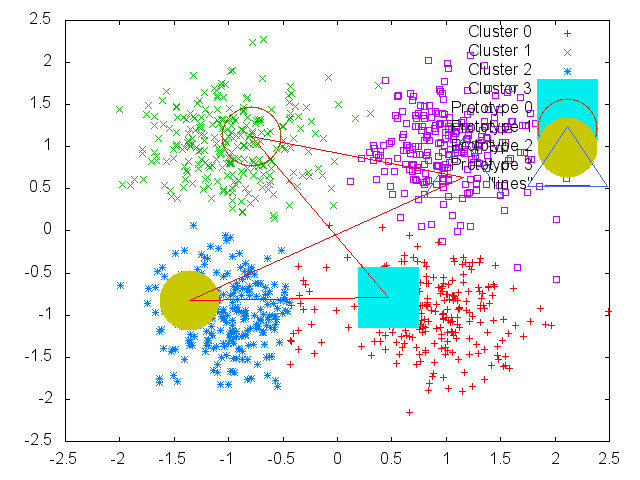 2.5
2
1.5
1
0.5
0
-0.5
-1
-1.5
-2
-2.5
-2.5
-2
-1.5
-1
-0.5
0
0.5
1
1.5
2
2.5
Cluster 0
Cluster 1
Cluster 2
Cluster 3
Prototype 0
Prototype 1
Prototype 2
Prototype 3
"lines"